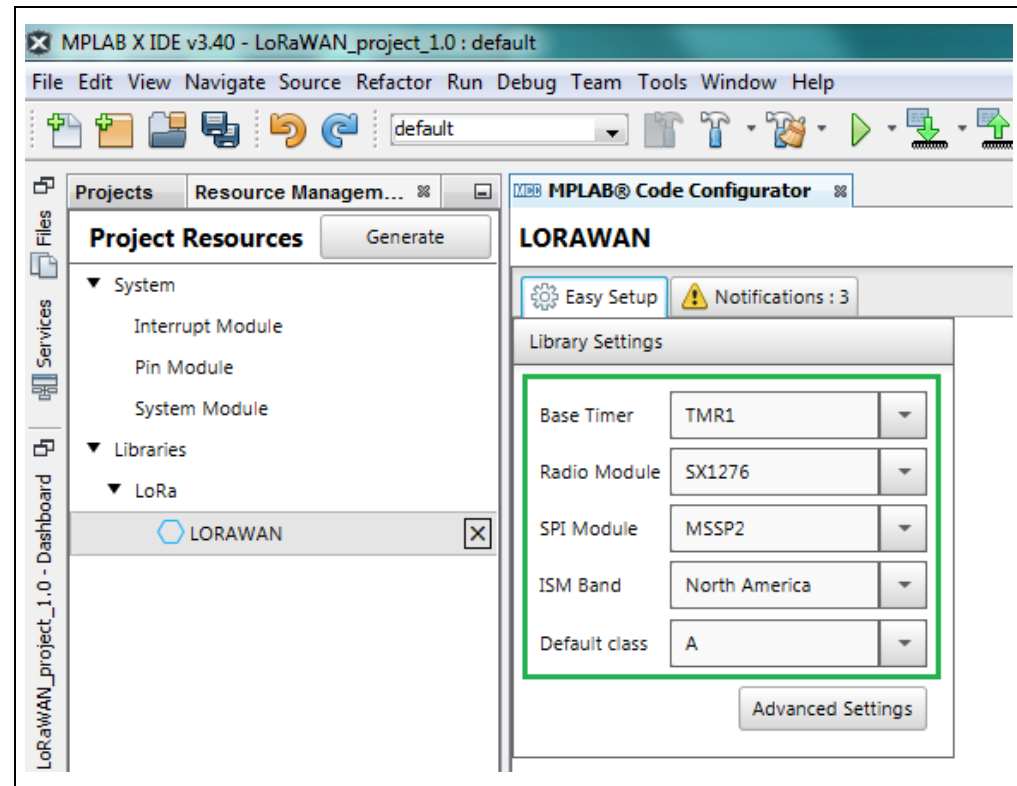 MPLAB X IDE v3.40 - LoRaWAN_project_1.0 : default
File Edit View Navigate Source Refactor Run Debug Team Tools Window Help
default
Files
Services
LoRaWAN_project_1.0 - Dashboard
Projects Resource Managem...
Project Resources Generate
System
Interrupt Module
Pin Module
System Module
Libraries
LoRa
LORAWAN
MPLAB® Code Configurator
LORAWAN
Easy Setup Notifications : 3
Library Settings
Base Timer TMR1
Radio Module SX1276
SPI Module MSSP2
ISM Band North America
Default class A
Advanced Settings